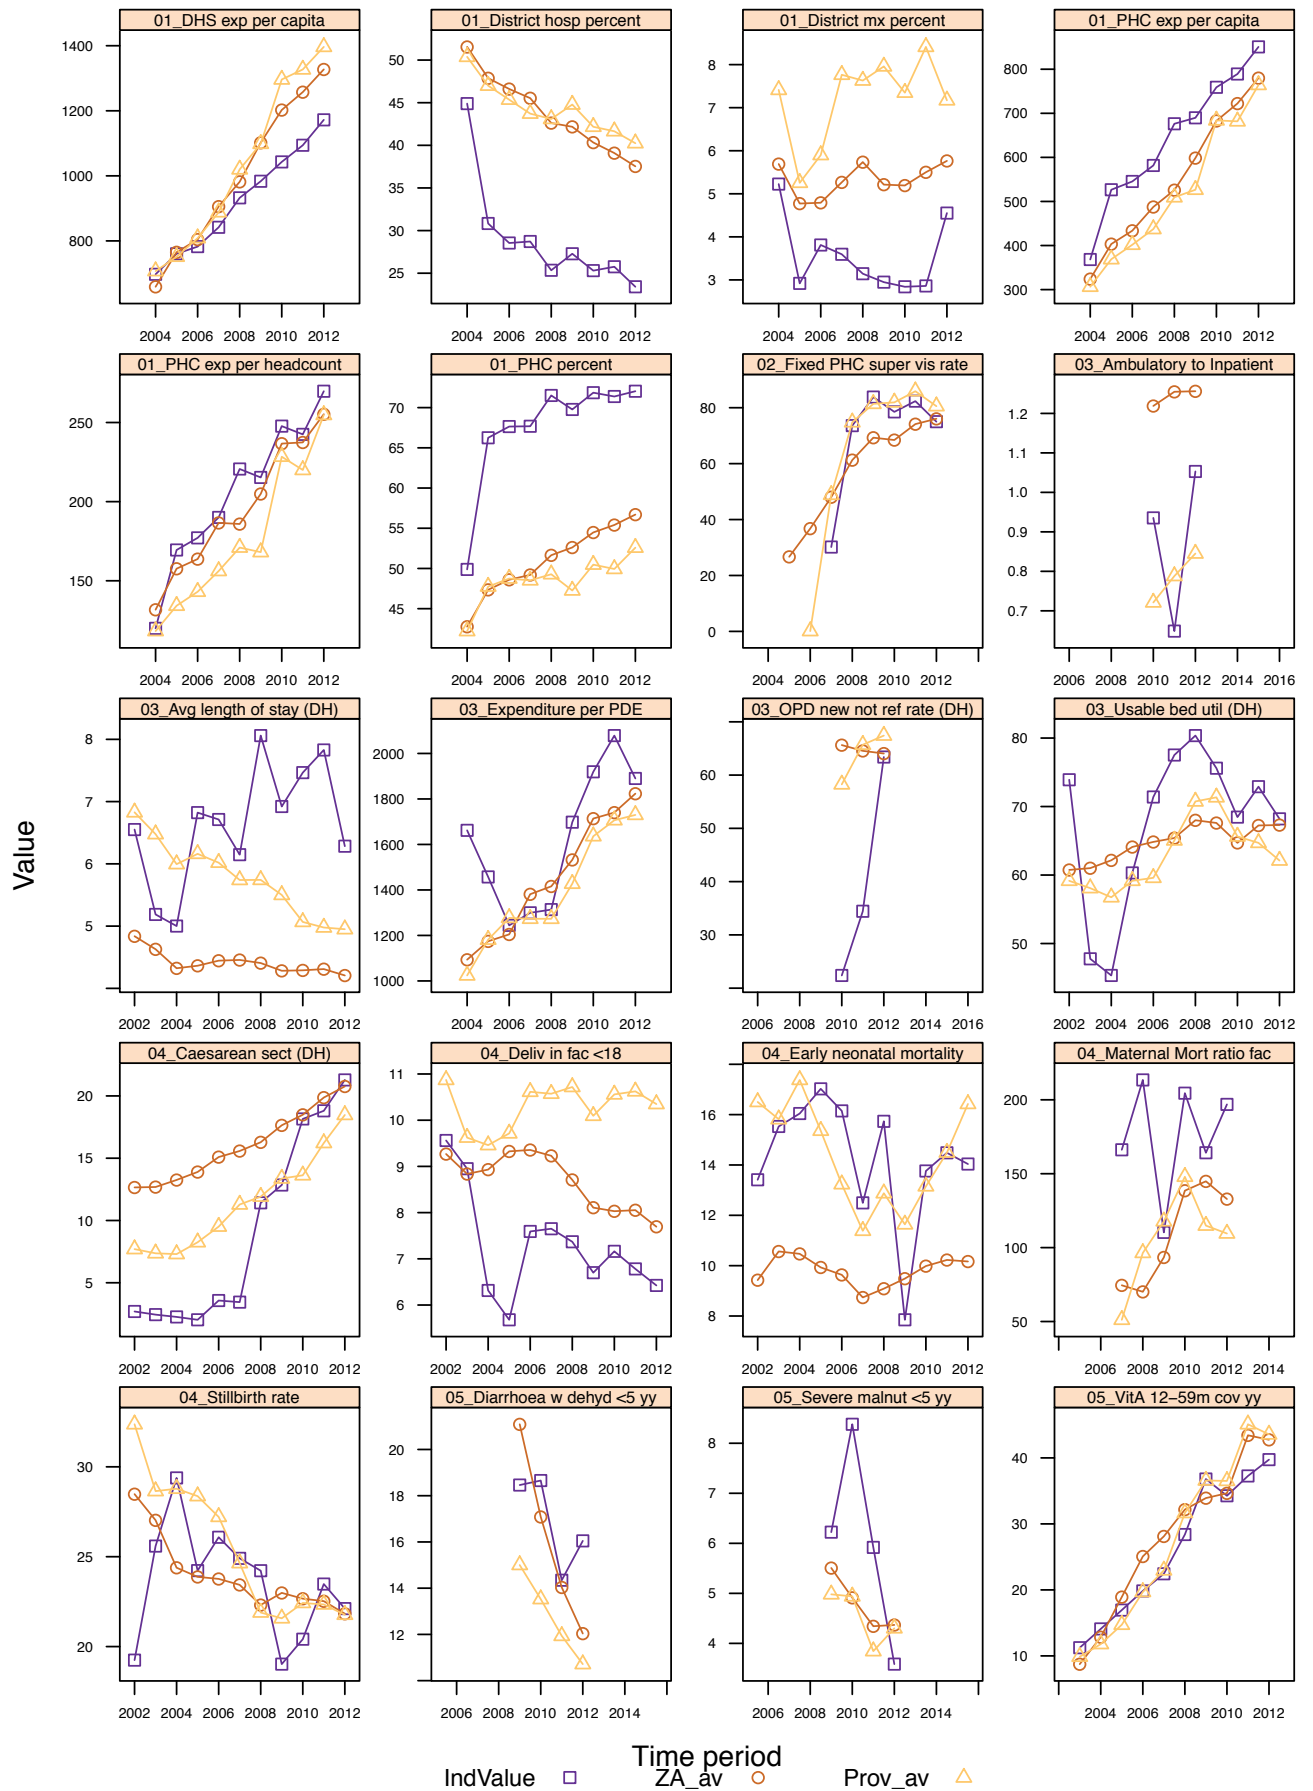 01_DHS exp per capita
01_District hosp percent
01_District mx percent
01_PHC exp per capita
1400
1200
1000
800
50
45
40
35
30
25
8
7
6
5
4
3
800
700
600
500
400
300
2004 2006 2008 2010 2012
2004 2006 2008 2010 2012
2004 2006 2008 2010 2012
2004 2006 2008 2010 2012
01_PHC exp per headcount
01_PHC percent
02_Fixed PHC super vis rate
03_Ambulatory to Inpatient
250
200
150
70
65
60
55
50
45
80
60
40
20
0
1.2
1.1
1.0
0.9
0.8
0.7
2004 2006 2008 2010 2012
2004 2006 2008 2010 2012
2004 2006 2008 2010 2012
2006 2008 2010 2012 2014 2016
03_Avg length of stay (DH)
03_Expenditure per PDE
03_OPD new not ref rate (DH)
03_Usable bed util (DH)
8
7
6
5
2000
1800
1600
1400
1200
1000
60
50
40
30
80
70
60
50
2002 2004 2006 2008 2010 2012
2004 2006 2008 2010 2012
2006 2008 2010 2012 2014 2016
2002 2004 2006 2008 2010 2012
04_Caesarean sect (DH)
04_Deliv in fac <18
04_Early neonatal mortality
04_Maternal Mort ratio fac
20
15
10
5
11
10
9
8
7
6
16
14
12
10
8
200
150
100
50
2002 2004 2006 2008 2010 2012
2002 2004 2006 2008 2010 2012
2002 2004 2006 2008 2010 2012
2006 2008 2010 2012 2014
04_Stillbirth rate
05_Diarrhoea w dehyd <5 yy
05_Severe malnut <5 yy
05_VitA 12−59m cov yy
30
25
20
20
18
16
14
12
8
7
6
5
4
40
30
20
10
2002 2004 2006 2008 2010 2012
2006 2008 2010 2012 2014
2006 2008 2010 2012 2014
2004 2006 2008 2010 2012
Value
Time period
IndValue ZA_av Prov_av